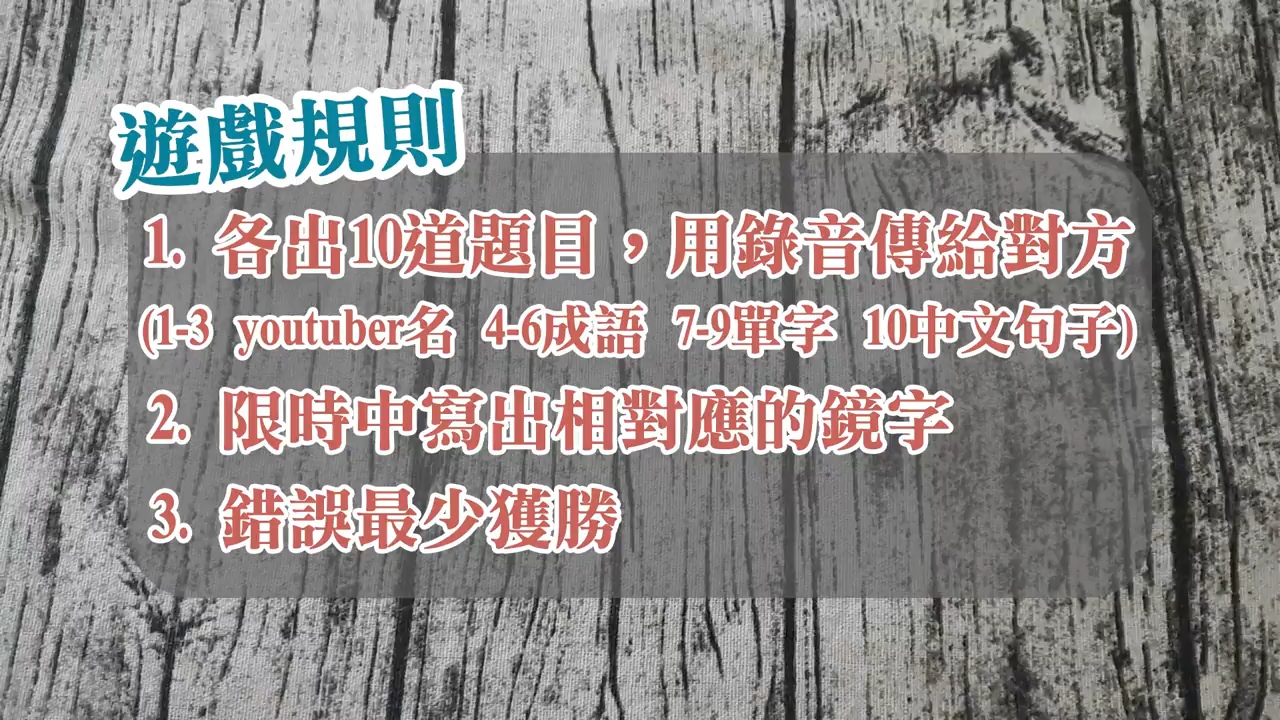 遊戲規則
1. 各出10道題目，用錄音傳給對方
(1-3 youtuber名 4-6成語 7-9單字 10中文句子)
2. 限時中寫出相對應的鏡字
3. 錯誤最少獲勝